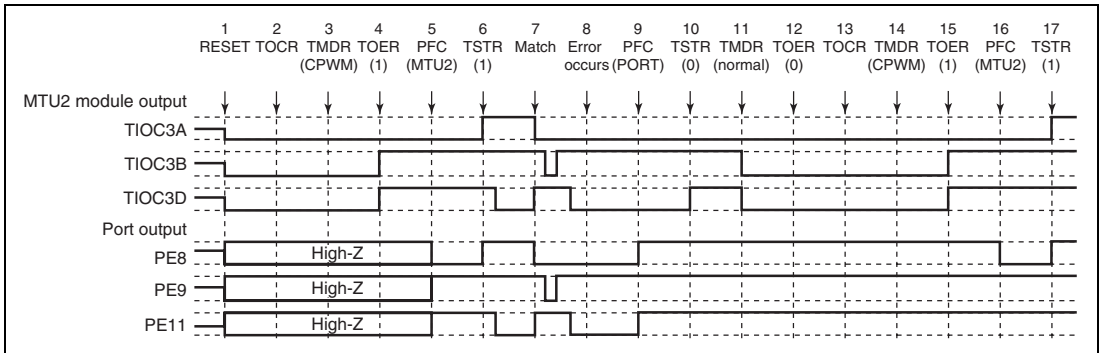 1 2 3 4 5 6 7 8 9 10 11 12 13 14 15 16 17
RESET TOCR TMDR TOER PFC TSTR Match Error PFC TSTR TMDR TOER TOCR TMDR TOER PFC TSTR
(CPWM) (1) (MTU2) (1) occurs (PORT) (0) (normal) (0) (CPWM) (1) (MTU2) (1)
MTU2 module output
TIOC3A
TIOC3B
TIOC3D
Port output
PE8 High-Z
PE9 High-Z
PE11 High-Z